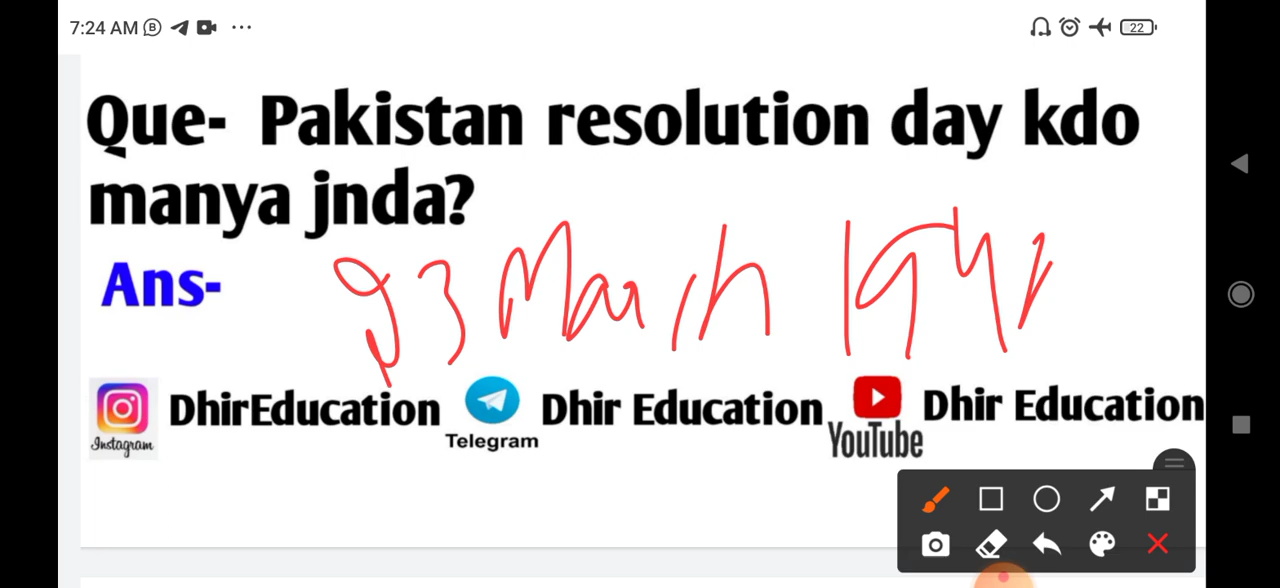 7:24 AM
22
Que- Pakistan resolution day kdo
manya jnda?
Ans- 23 March
Instagram DhirEducation Telegram Dhir Education YouTube Dhir Education